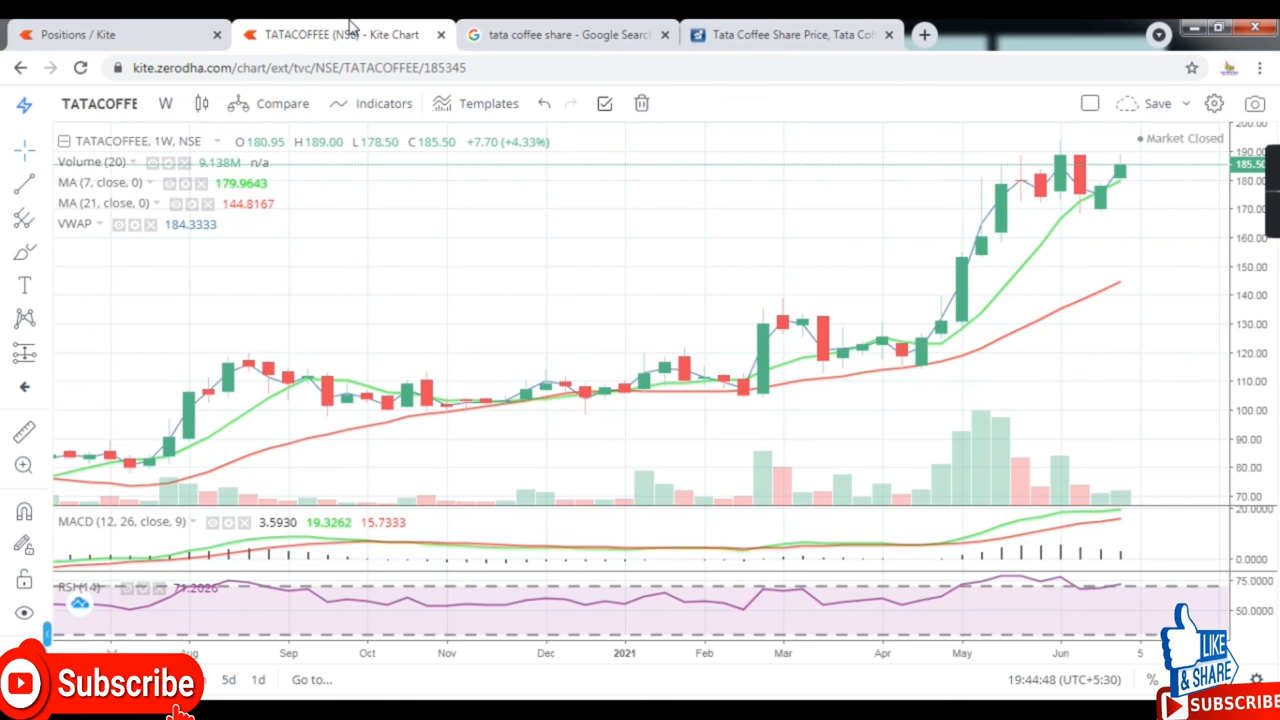 Positions / Kite
TATACOFFEE (NSE) - Kite Chart
tata coffee share - Google Search
Tata Coffee Share Price, Tata Cof
kite.zerodha.com/chart/ext/tvc/NSE/TATACOFFEE/185345
TATACOFFE W Compare Indicators Templates Save
TATACOFFEE, 1W, NSE O180.95 H189.00 L178.50 C185.50 +7.70 (+4.33%)
Market Closed
Volume (20) 9.138M n/a
MA (7, close, 0) 179.9643
MA (21, close, 0) 144.8167
VWAP 184.3333
200.00
190.00
185.50
180.00
170.00
160.00
150.00
140.00
130.00
120.00
110.00
100.00
90.00
80.00
70.00
MACD (12, 26, close, 9) 3.5930 19.3262 15.7333
20.0000
0.0000
RSI (14) 71.2026
75.0000
50.0000
Aug Sep Oct Nov Dec 2021 Feb Mar Apr May Jun 5
5d 1d Go to... 19:44:48 (UTC+5:30) %
Subscribe
LIKE
& SHARE
SUBSCRIBE